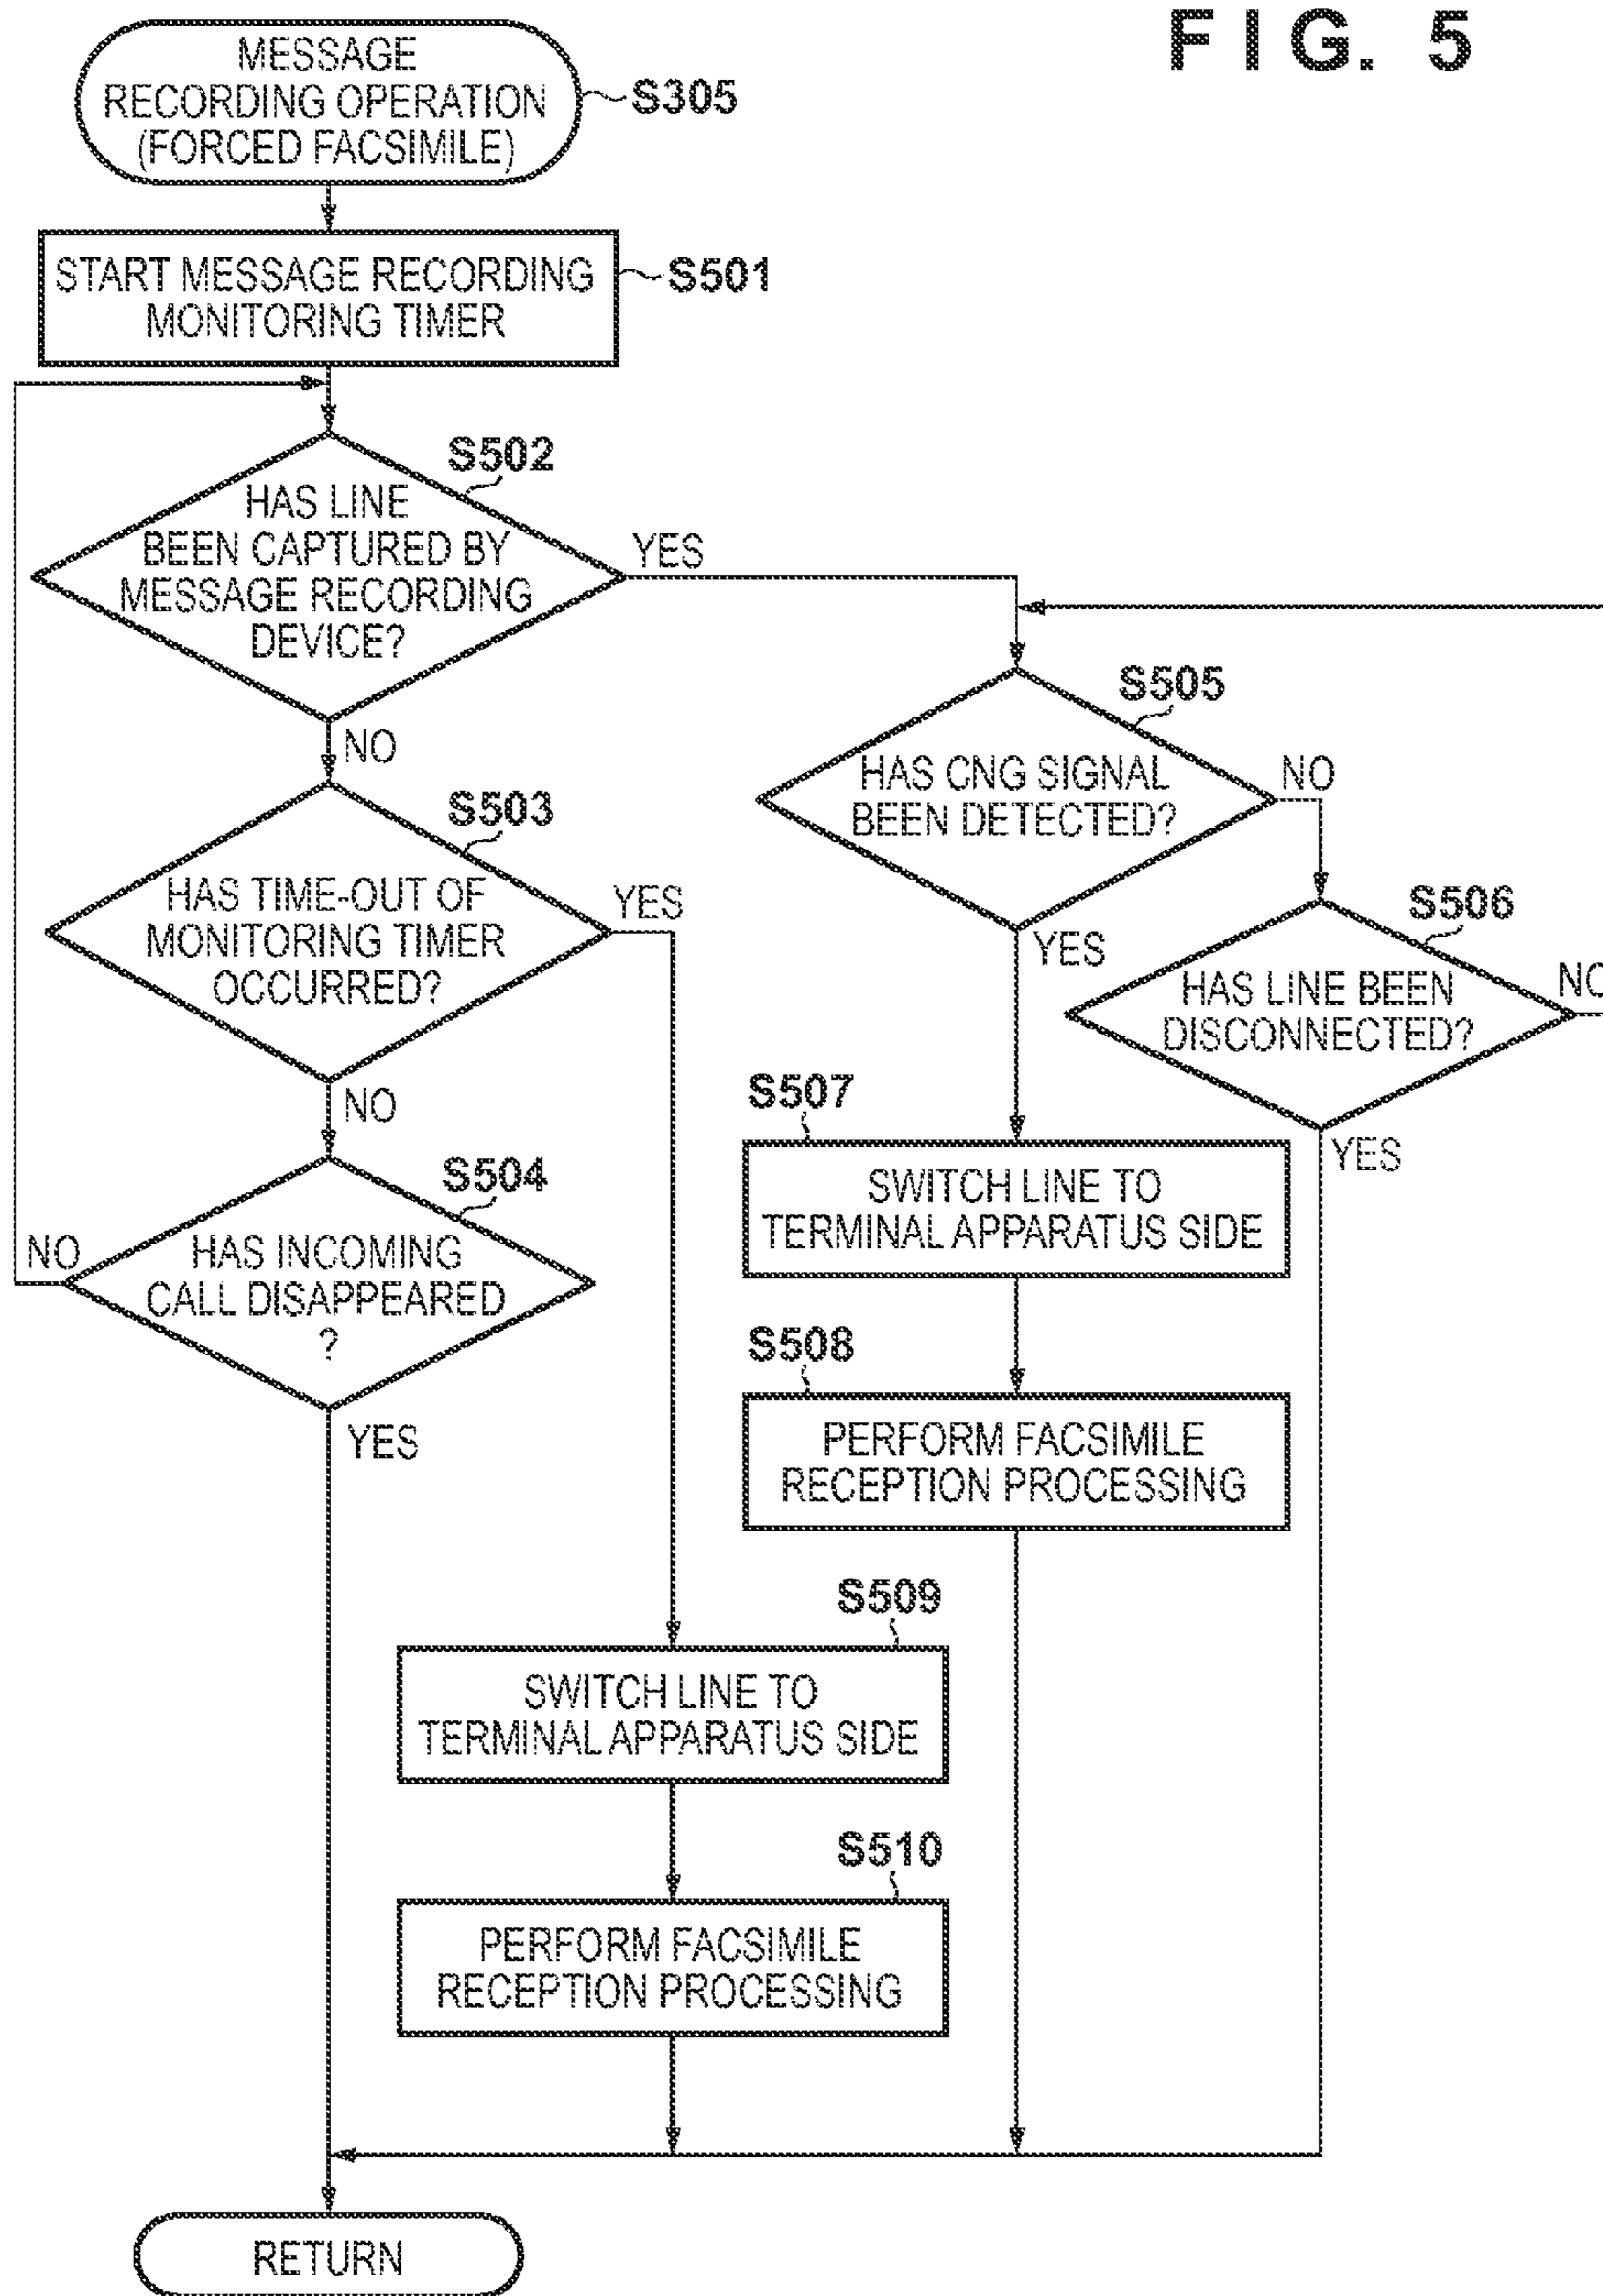 FIG. 5
MESSAGE
RECORDING OPERATION
(FORCED FACSIMILE)
S305
START MESSAGE RECORDING
MONITORING TIMER
S501
S502
HAS LINE
BEEN CAPTURED BY
MESSAGE RECORDING
DEVICE?
YES
NO
S503
HAS TIME-OUT OF
MONITORING TIMER
OCCURRED?
YES
NO
S504
HAS INCOMING
CALL DISAPPEARED
?
NO
YES
S505
HAS CNG SIGNAL
BEEN DETECTED?
NO
YES
S506
HAS LINE BEEN
DISCONNECTED?
NO
YES
S507
SWITCH LINE TO
TERMINAL APPARATUS SIDE
S508
PERFORM FACSIMILE
RECEPTION PROCESSING
S509
SWITCH LINE TO
TERMINAL APPARATUS SIDE
S510
PERFORM FACSIMILE
RECEPTION PROCESSING
RETURN